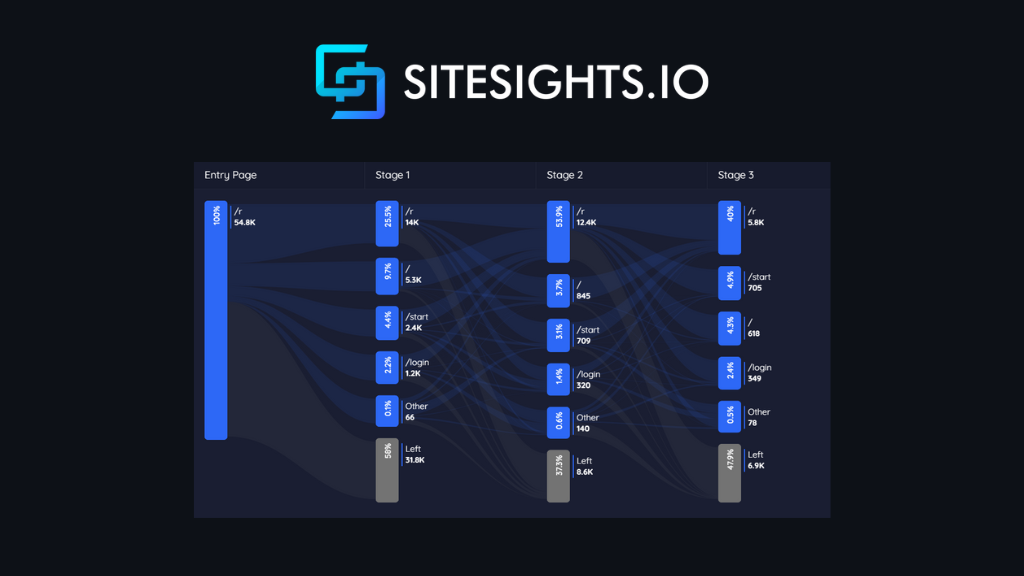 SITESIGHTS.IO
Entry Page
100%
/r
54.8K
Stage 1
25.5%
/r
14K
9.7%
/
5.3K
4.4%
/start
2.4K
2.2%
/login
1.2K
0.1%
Other
66
58%
Left
31.8K
Stage 2
53.9%
/r
12.4K
3.7%
/
845
3.1%
/start
709
1.4%
/login
320
0.6%
Other
140
37.3%
Left
8.6K
Stage 3
40%
/r
5.8K
4.9%
/start
705
4.3%
/
618
2.4%
/login
349
0.5%
Other
78
47.9%
Left
6.9K